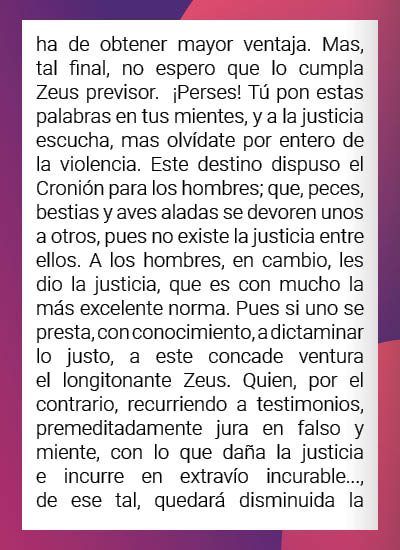 ha de obtener mayor ventaja. Mas,
tal final, no espero que lo cumpla
Zeus previsor. ¡Perses! Tú pon estas
palabras en tus mientes, y a la justicia
escucha, mas olvídate por entero de
la violencia. Este destino dispuso el
Cronión para los hombres; que, peces,
bestias y aves aladas se devoren unos
a otros, pues no existe la justicia entre
ellos. A los hombres, en cambio, les
dio la justicia, que es con mucho la
más excelente norma. Pues si uno se
presta, con conocimiento, a dictaminar
lo justo, a este concade ventura
el longitonante Zeus. Quien, por el
contrario, recurriendo a testimonios,
premeditadamente jura en falso y
miente, con lo que daña la justicia
e incurre en extravío incurable...,
de ese tal, quedará disminuida la